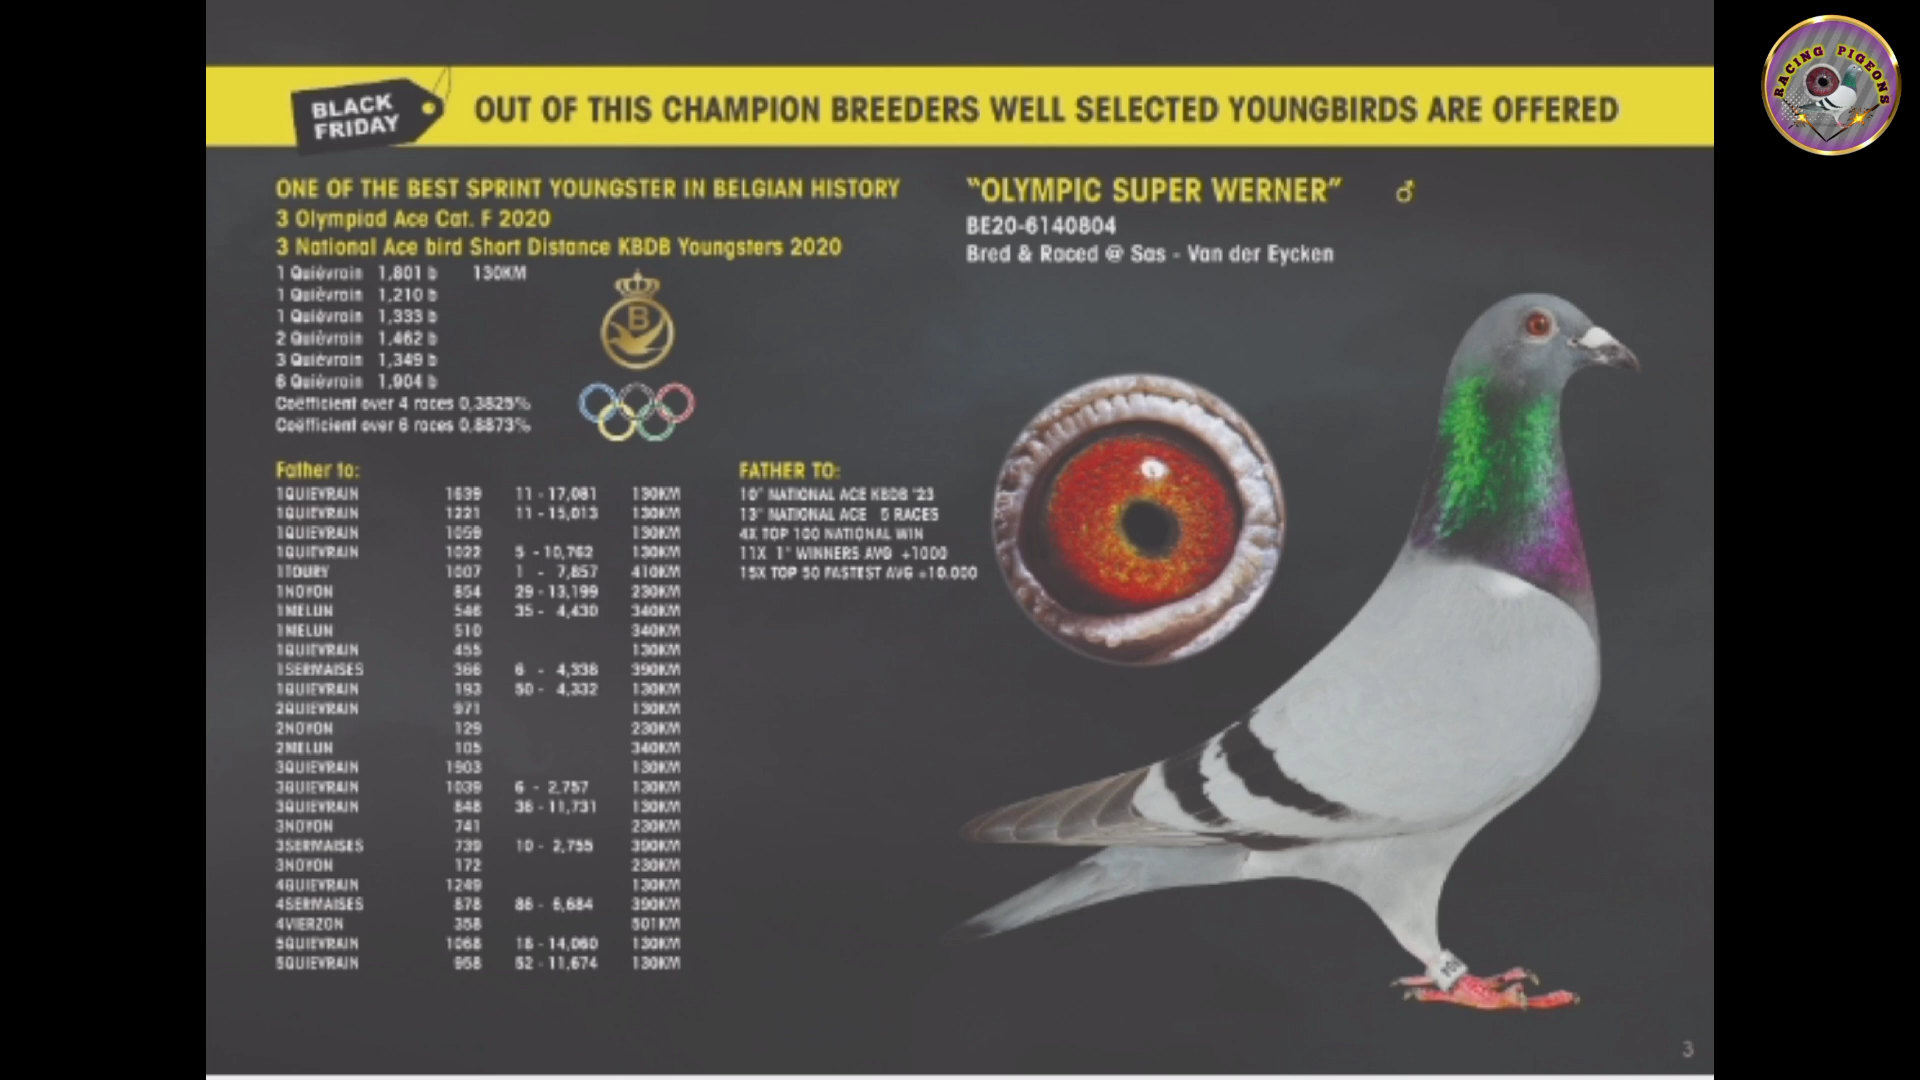 BLACK
FRIDAY
OUT OF THIS CHAMPION BREEDERS WELL SELECTED YOUNGBIRDS ARE OFFERED
RACING PIGEONS
ONE OF THE BEST SPRINT YOUNGSTER IN BELGIAN HISTORY
3 Olympiad Ace Cat. F 2020
3 National Ace bird Short Distance KBDB Youngsters 2020
1 Quiévrain 1,801 b 130KM
1 Quiévrain 1,210 b
1 Quiévrain 1,333 b
2 Quiévrain 1,462 b
3 Quiévrain 1,349 b
6 Quiévrain 1,904 b
Coëfficient over 4 races 0,3825%
Coëfficient over 6 races 0,8873%
B
"OLYMPIC SUPER WERNER" ♂
BE20-6140804
Bred & Raced @ Sas - Van der Eycken
Father to:
1QUIEVRAIN 1639 11 - 17,081 130KM
1QUIEVRAIN 1221 11 - 15,013 130KM
1QUIEVRAIN 1059 130KM
1QUIEVRAIN 1022 5 - 10,762 130KM
1TOURY 1007 1 - 7,857 410KM
1NOYON 854 29 - 13,199 230KM
1MELUN 546 35 - 4,430 340KM
1MELUN 510 340KM
1QUIEVRAIN 455 130KM
1SERMAISES 366 6 - 4,338 390KM
1QUIEVRAIN 193 50 - 4,332 130KM
2QUIEVRAIN 971 130KM
2NOYON 129 230KM
2MELUN 105 340KM
3QUIEVRAIN 1903 130KM
3QUIEVRAIN 1039 6 - 2,757 130KM
3QUIEVRAIN 848 36 - 11,731 130KM
3NOYON 741 230KM
3SERMAISES 739 10 - 2,755 390KM
3NOYON 172 230KM
4QUIEVRAIN 1249 130KM
4SERMAISES 878 86 - 6,684 390KM
4VIERZON 358 501KM
5QUIEVRAIN 1068 18 - 14,060 130KM
5QUIEVRAIN 958 52 - 11,674 130KM
FATHER TO:
10° NATIONAL ACE KBDB '23
13° NATIONAL ACE 5 RACES
4X TOP 100 NATIONAL WIN
11X 1° WINNERS AVG +1000
15X TOP 50 FASTEST AVG +10.000
3